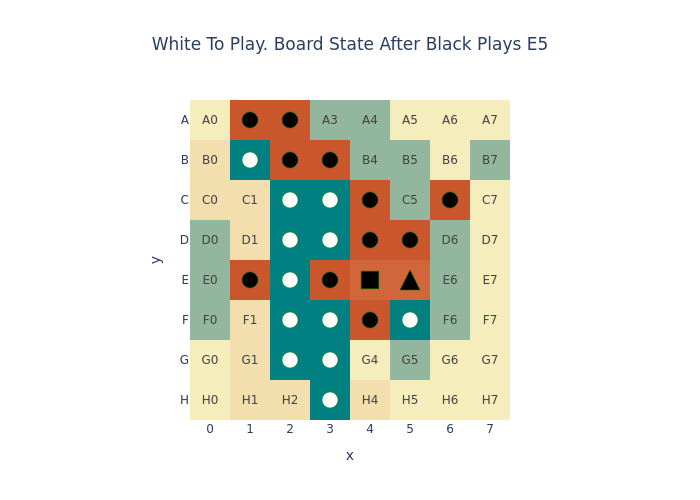 White To Play. Board State After Black Plays E5
A A0 A3 A4 A5 A6 A7
B B0 B4 B5 B6 B7
C C0 C1 C5 C7
D D0 D1 D6 D7
y
E E0 E6 E7
F F0 F1 F6 F7
G G0 G1 G4 G5 G6 G7
H H0 H1 H2 H4 H5 H6 H7
0 1 2 3 4 5 6 7
x